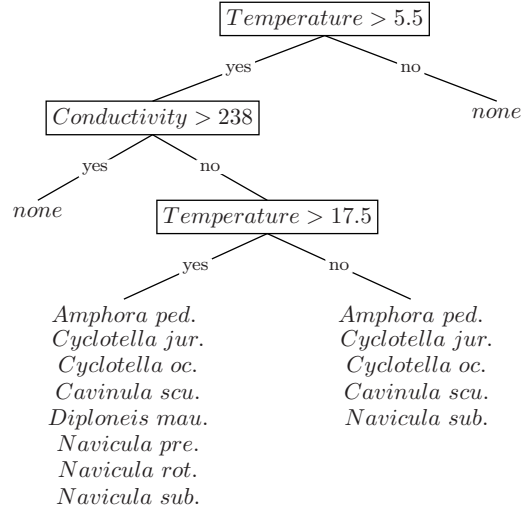 Temperature > 5.5
yes
no
Conductivity > 238
none
yes
no
none
Temperature > 17.5
yes
no
Amphora ped.
Cyclotella jur.
Cyclotella oc.
Cavinula scu.
Diploneis mau.
Navicula pre.
Navicula rot.
Navicula sub.
Amphora ped.
Cyclotella jur.
Cyclotella oc.
Cavinula scu.
Navicula sub.